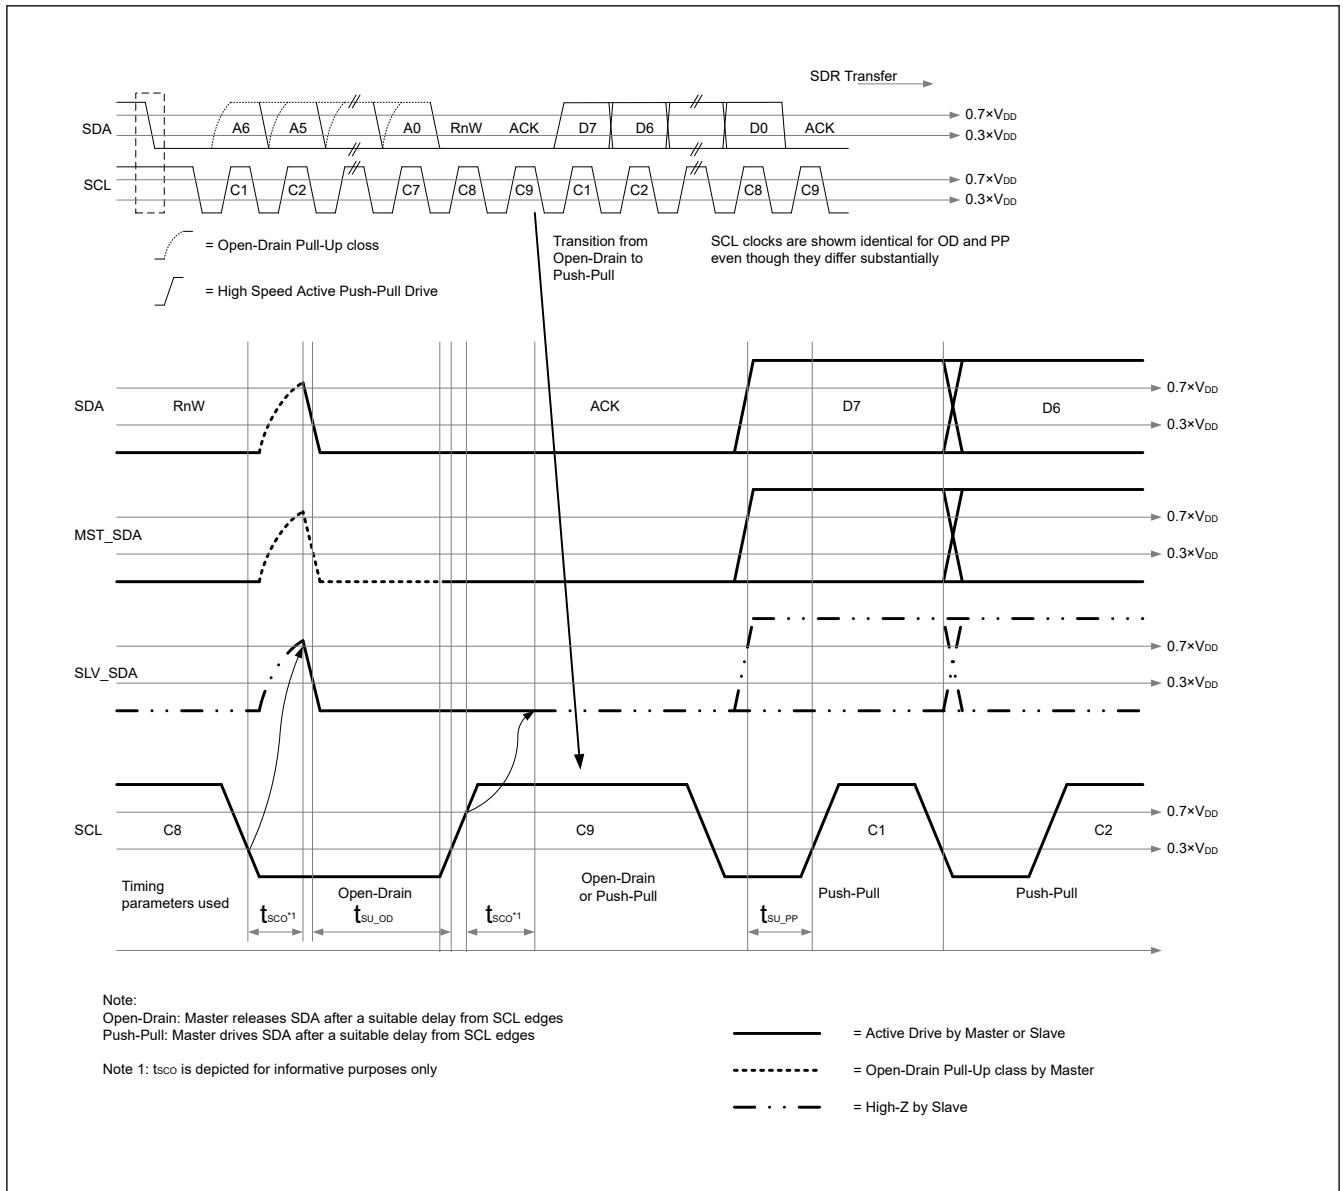 SDR Transfer
SDA A6 A5 A0 RnW ACK D7 D6 D0 ACK
0.7×VDD
0.3×VDD
SCL C1 C2 C7 C8 C9 C1 C2 C8 C9
0.7×VDD
0.3×VDD
= Open-Drain Pull-Up closs
= High Speed Active Push-Pull Drive
Transition from
Open-Drain to
Push-Pull
SCL clocks are showm identical for OD and PP
even though they differ substantially
SDA RnW ACK D7 D6
0.7×VDD
0.3×VDD
MST_SDA
0.7×VDD
0.3×VDD
SLV_SDA
0.7×VDD
0.3×VDD
SCL C8 C9 C1 C2
0.7×VDD
0.3×VDD
Timing
parameters used
Open-Drain
Open-Drain
or Push-Pull
Push-Pull
Push-Pull
tSCO*1
tSU_OD
tSCO*1
tSU_PP
Note:
Open-Drain: Master releases SDA after a suitable delay from SCL edges
Push-Pull: Master drives SDA after a suitable delay from SCL edges
Note 1: tSCO is depicted for informative purposes only
= Active Drive by Master or Slave
= Open-Drain Pull-Up class by Master
= High-Z by Slave